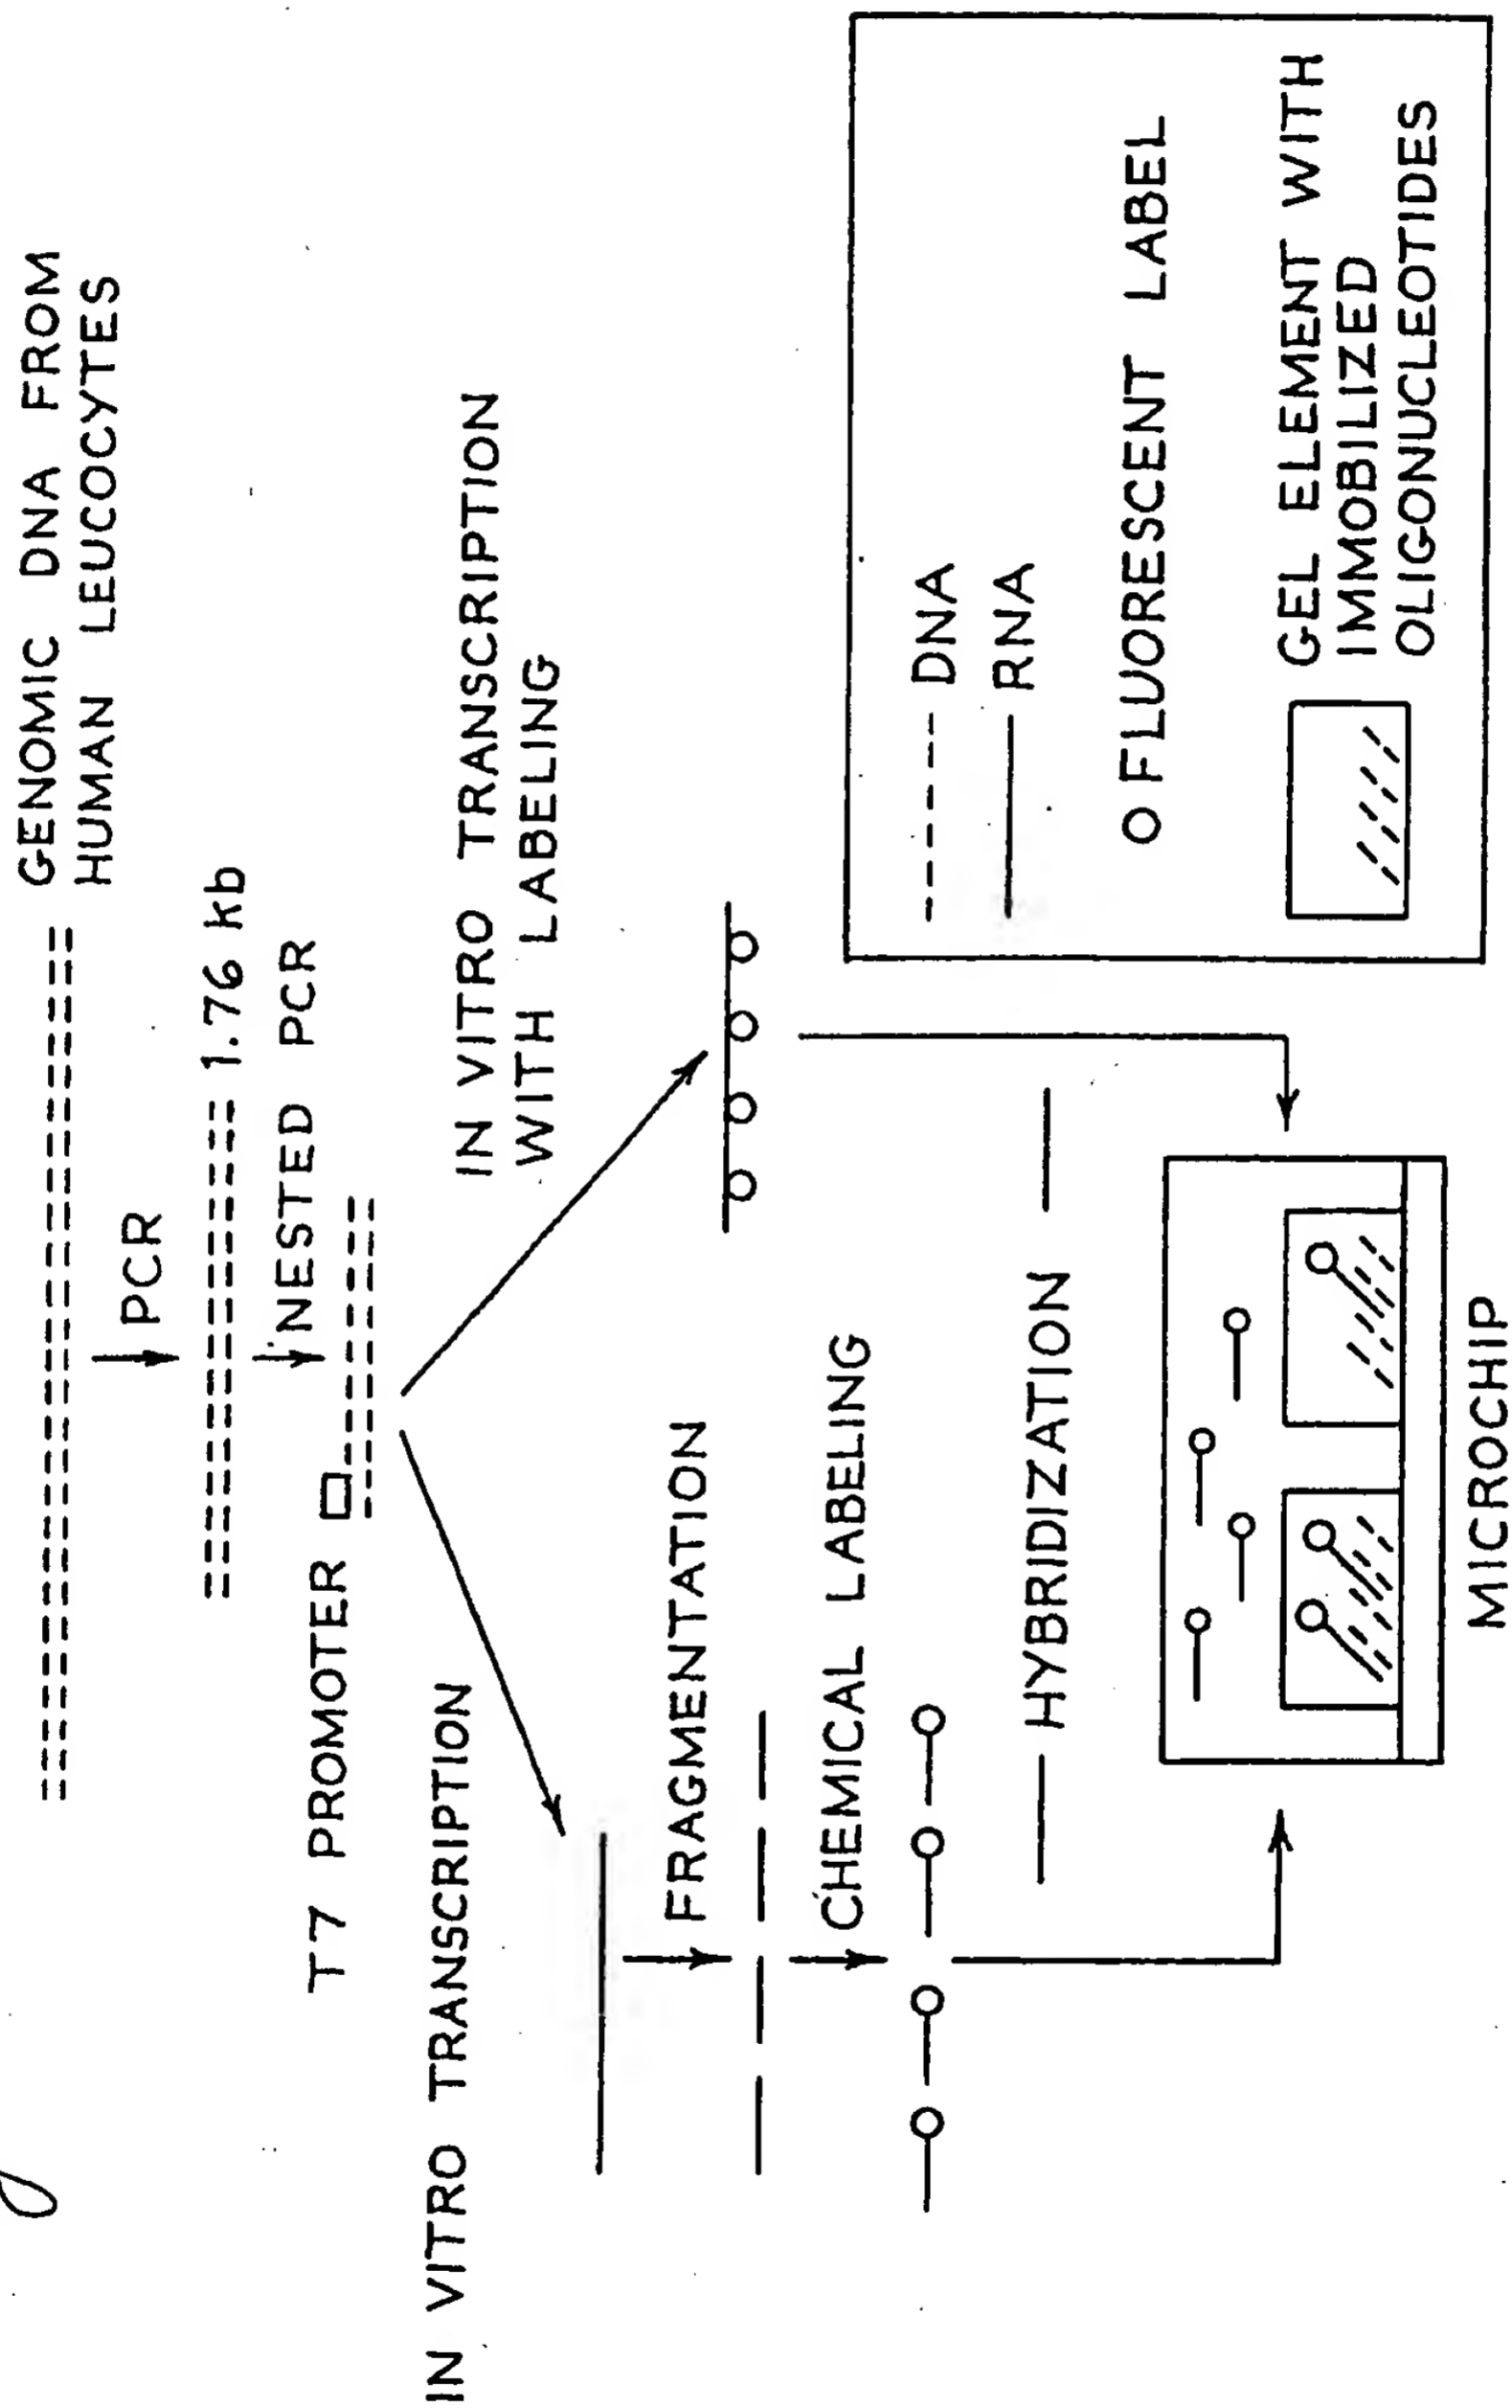 GENOMIC DNA FROM
HUMAN LEUCOCYTES
PCR
1.76 kb
NESTED PCR
T7 PROMOTER
IN VITRO TRANSCRIPTION
IN VITRO TRANSCRIPTION
WITH LABELING
FRAGMENTATION
CHEMICAL LABELING
HYBRIDIZATION
MICROCHIP
DNA
RNA
FLUORESCENT LABEL
GEL ELEMENT WITH
IMMOBILIZED
OLIGONUCLEOTIDES